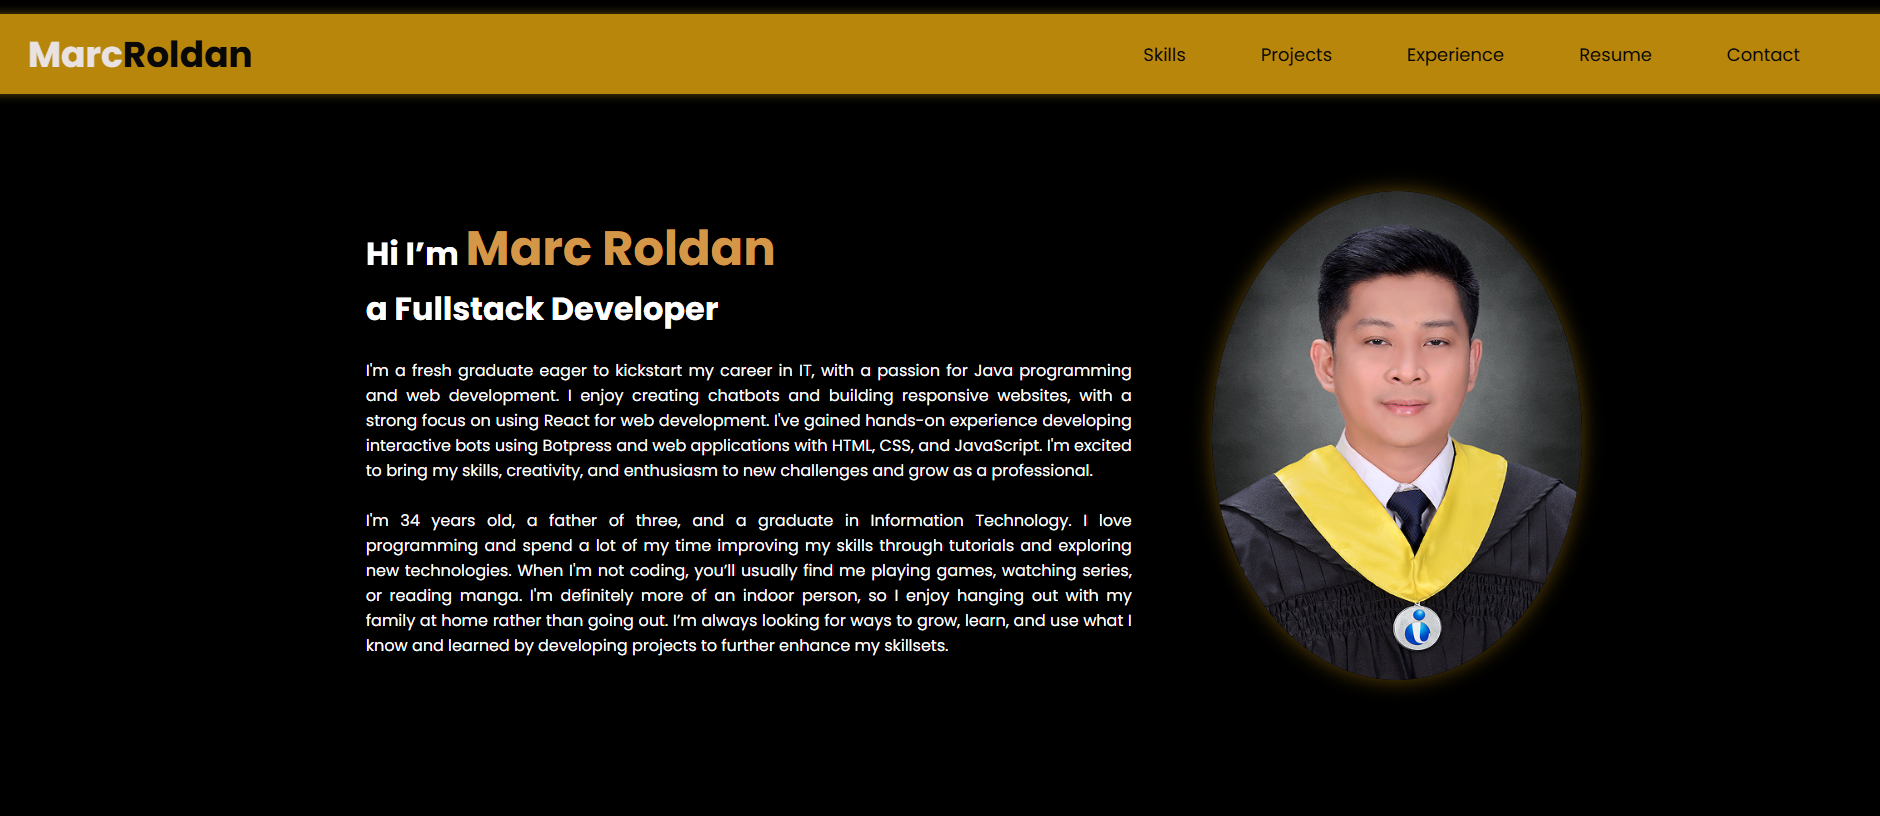 MarcRoldan
Skills Projects Experience Resume Contact
Hi I’m Marc Roldan
a Fullstack Developer
I'm a fresh graduate eager to kickstart my career in IT, with a passion for Java programming
and web development. I enjoy creating chatbots and building responsive websites, with a
strong focus on using React for web development. I've gained hands-on experience developing
interactive bots using Botpress and web applications with HTML, CSS, and JavaScript. I'm excited
to bring my skills, creativity, and enthusiasm to new challenges and grow as a professional.
I'm 34 years old, a father of three, and a graduate in Information Technology. I love
programming and spend a lot of my time improving my skills through tutorials and exploring
new technologies. When I'm not coding, you’ll usually find me playing games, watching series,
or reading manga. I'm definitely more of an indoor person, so I enjoy hanging out with my
family at home rather than going out. I’m always looking for ways to grow, learn, and use what I
know and learned by developing projects to further enhance my skillsets.